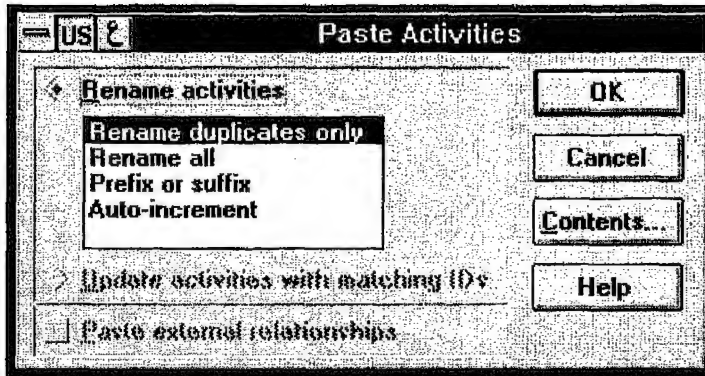 US Paste Activities
Rename activities
Rename duplicates only
Rename all
Prefix or suffix
Auto-increment
Update activities with matching IDs
Paste external relationships
OK
Cancel
Contents...
Help